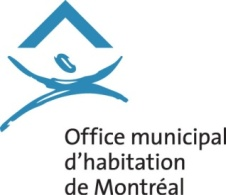 Office municipal
d'habitation
de Montréal